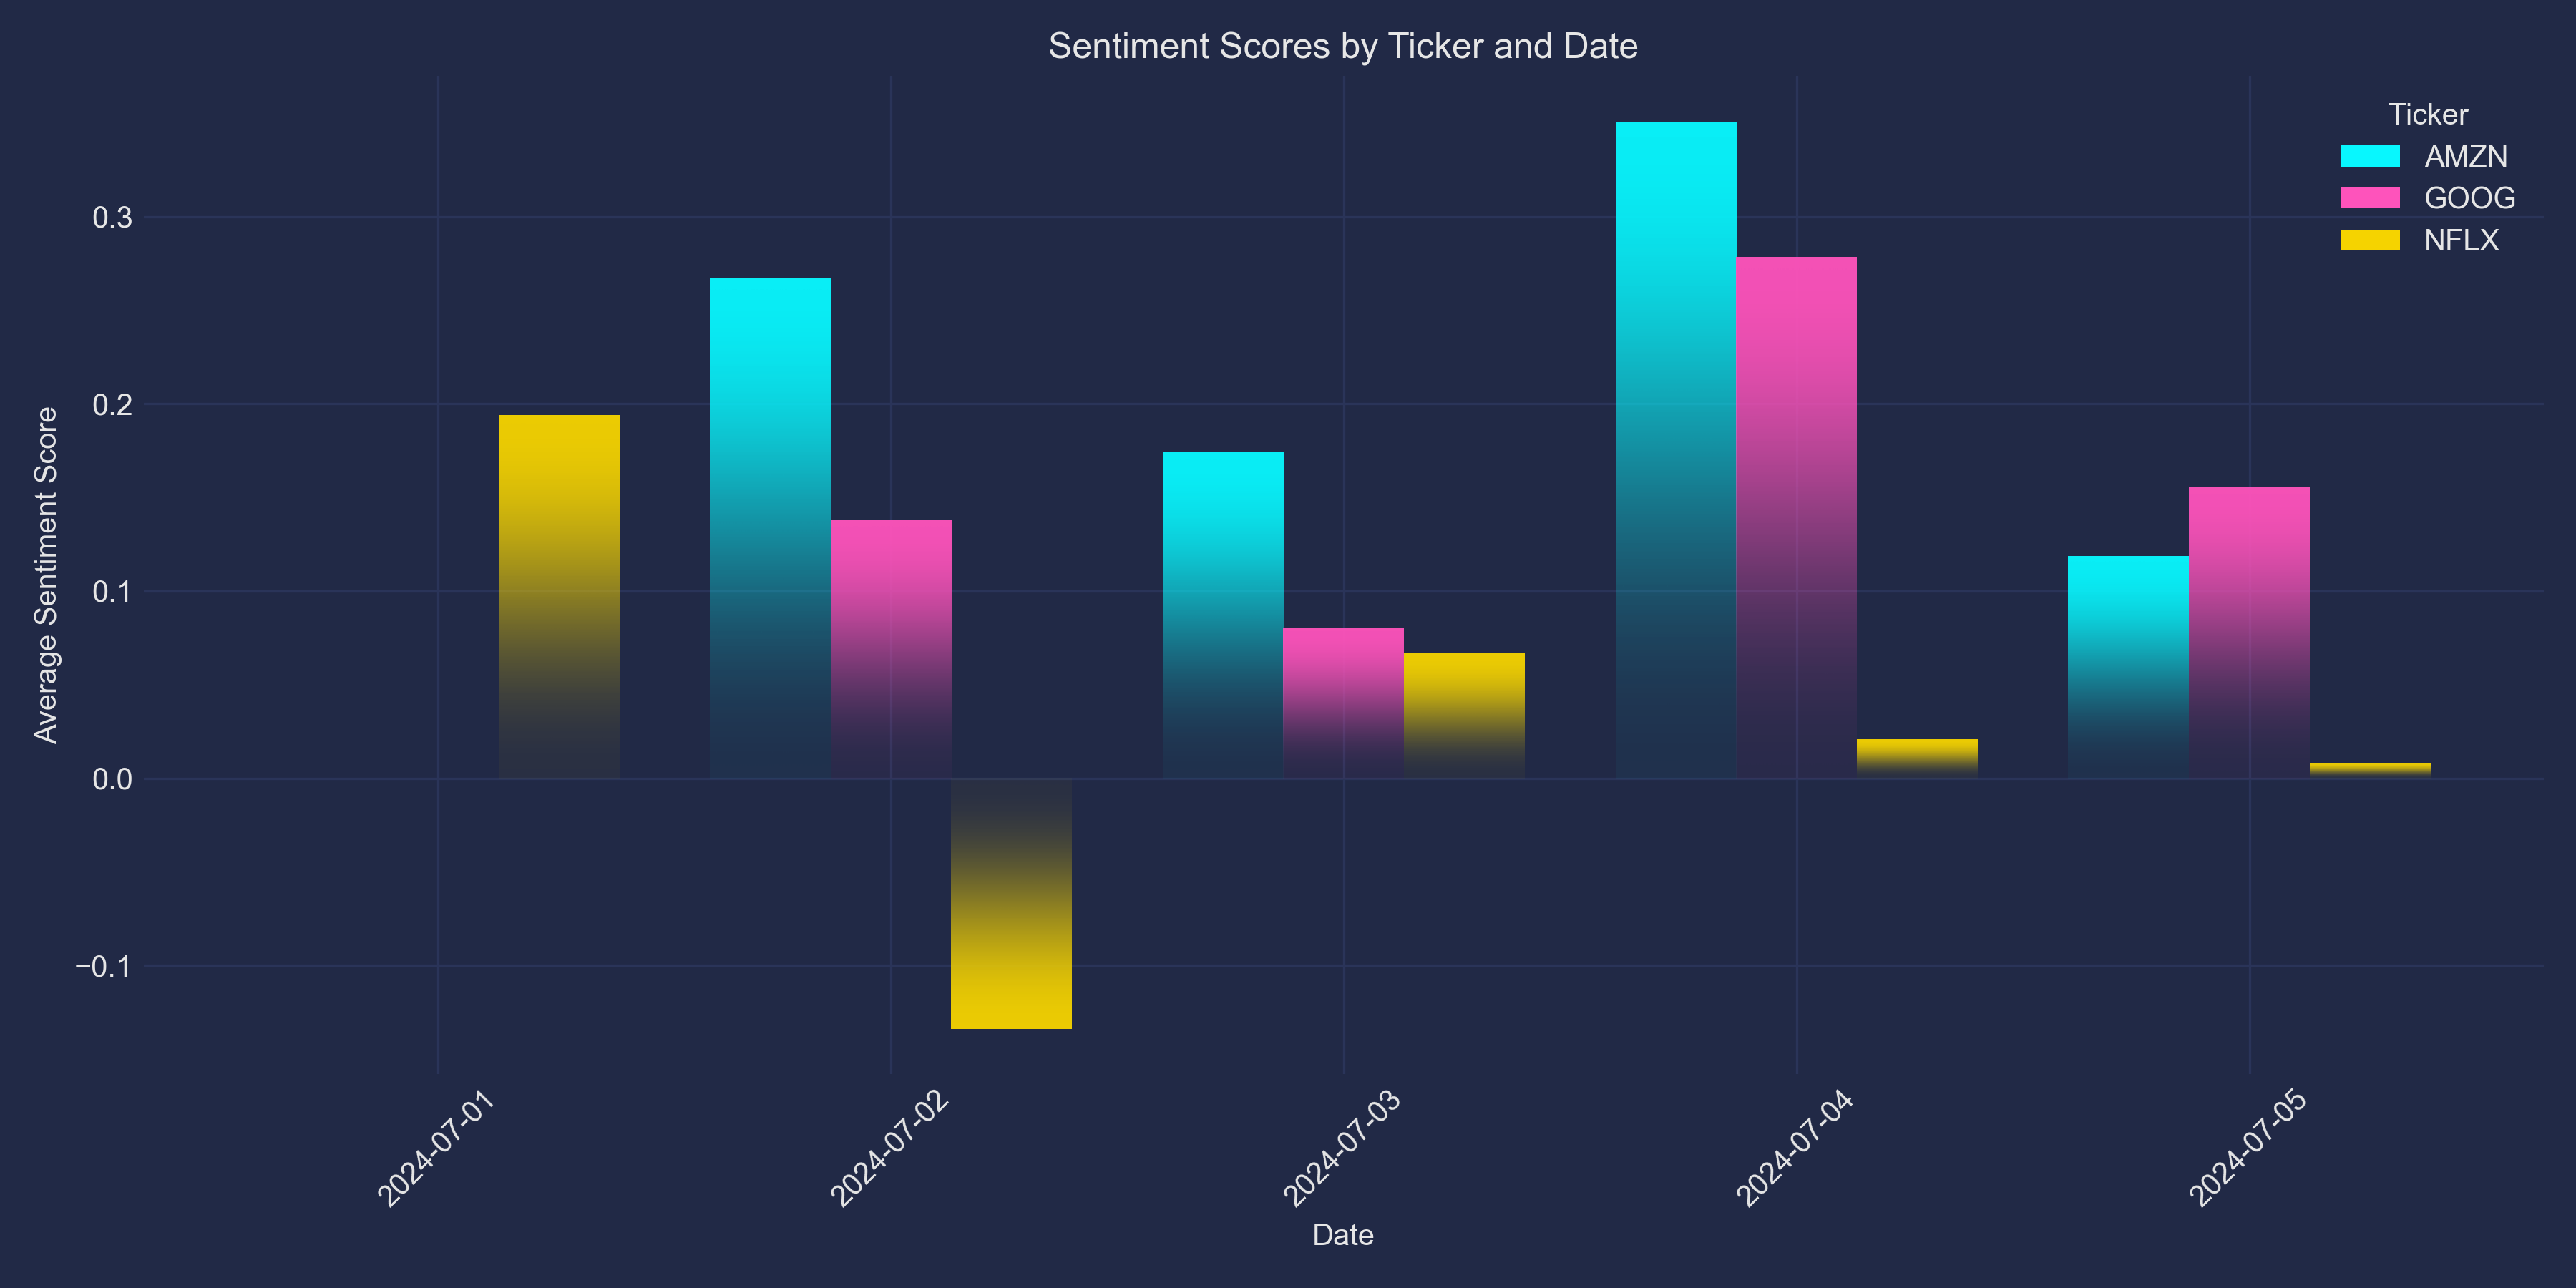 Sentiment Scores by Ticker and Date
Ticker
AMZN
GOOG
NFLX
Average Sentiment Score
0.3
0.2
0.1
0.0
−0.1
2024-07-01
2024-07-02
2024-07-03
2024-07-04
2024-07-05
Date